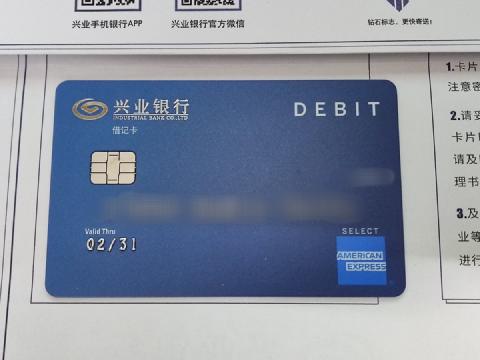 兴业手机银行APP
兴业银行官方微信
钻石标志，更快寄送！
兴业银行
INDUSTRIAL BANK CO.,LTD.
借记卡
DEBIT
Valid Thru
02/31
SELECT
AMERICAN
EXPRESS
1.卡片
注意密
2.请妥
卡片
请及
理书
3.及
业等
进行